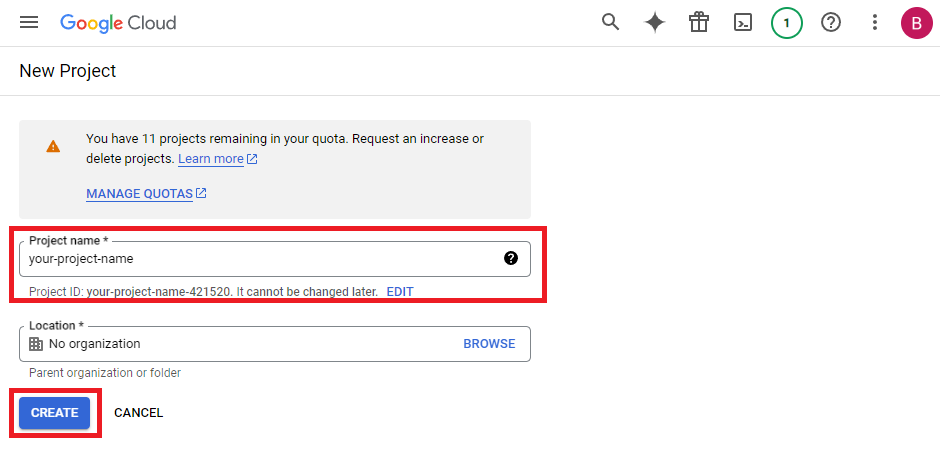 Google Cloud
1
B
New Project
You have 11 projects remaining in your quota. Request an increase or
delete projects. Learn more
MANAGE QUOTAS
Project name *
your-project-name
?
Project ID: your-project-name-421520. It cannot be changed later. EDIT
Location *
No organization
BROWSE
Parent organization or folder
CREATE
CANCEL